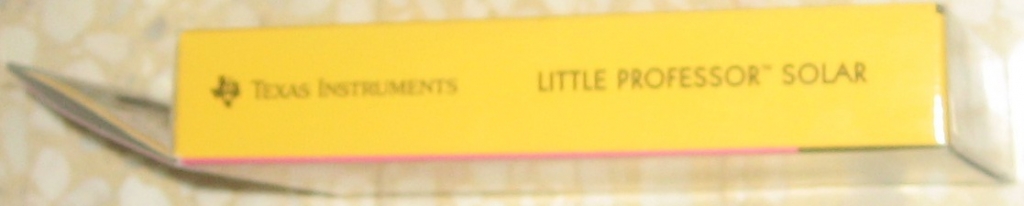 TEXAS INSTRUMENTS LITTLE PROFESSOR™ SOLAR